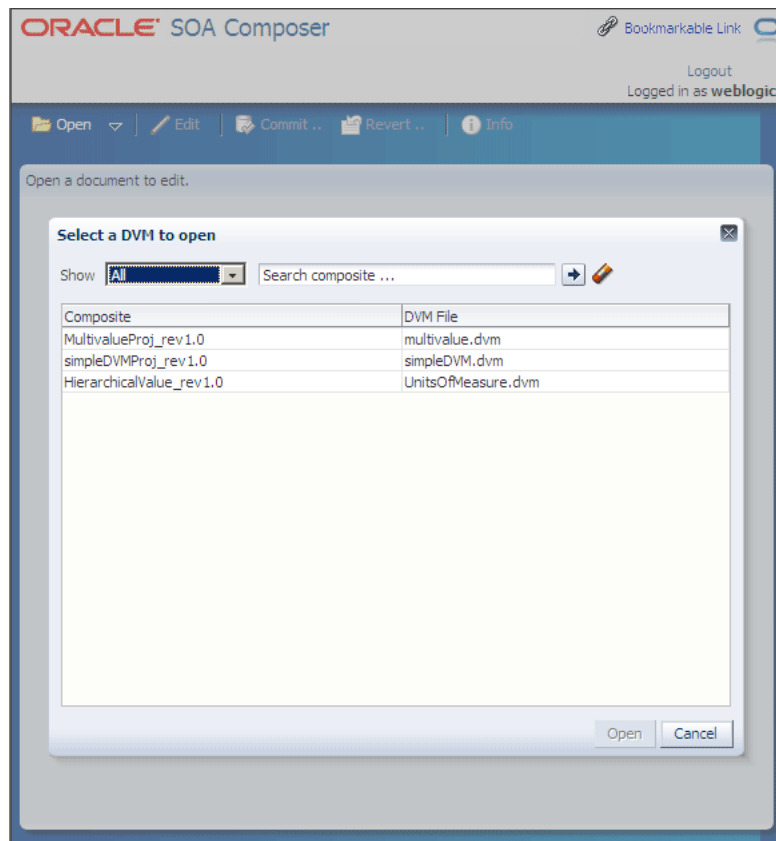 ORACLE SOA Composer
Bookmarkable Link
Logout
Logged in as weblogic
Open Edit Commit .. Revert .. Info
Open a document to edit.
Select a DVM to open
Show All Search composite ...
Composite DVM File
MultivalueProj_rev1.0 multivalue.dvm
simpleDVMProj_rev1.0 simpleDVM.dvm
HierarchicalValue_rev1.0 UnitsOfMeasure.dvm
Open Cancel